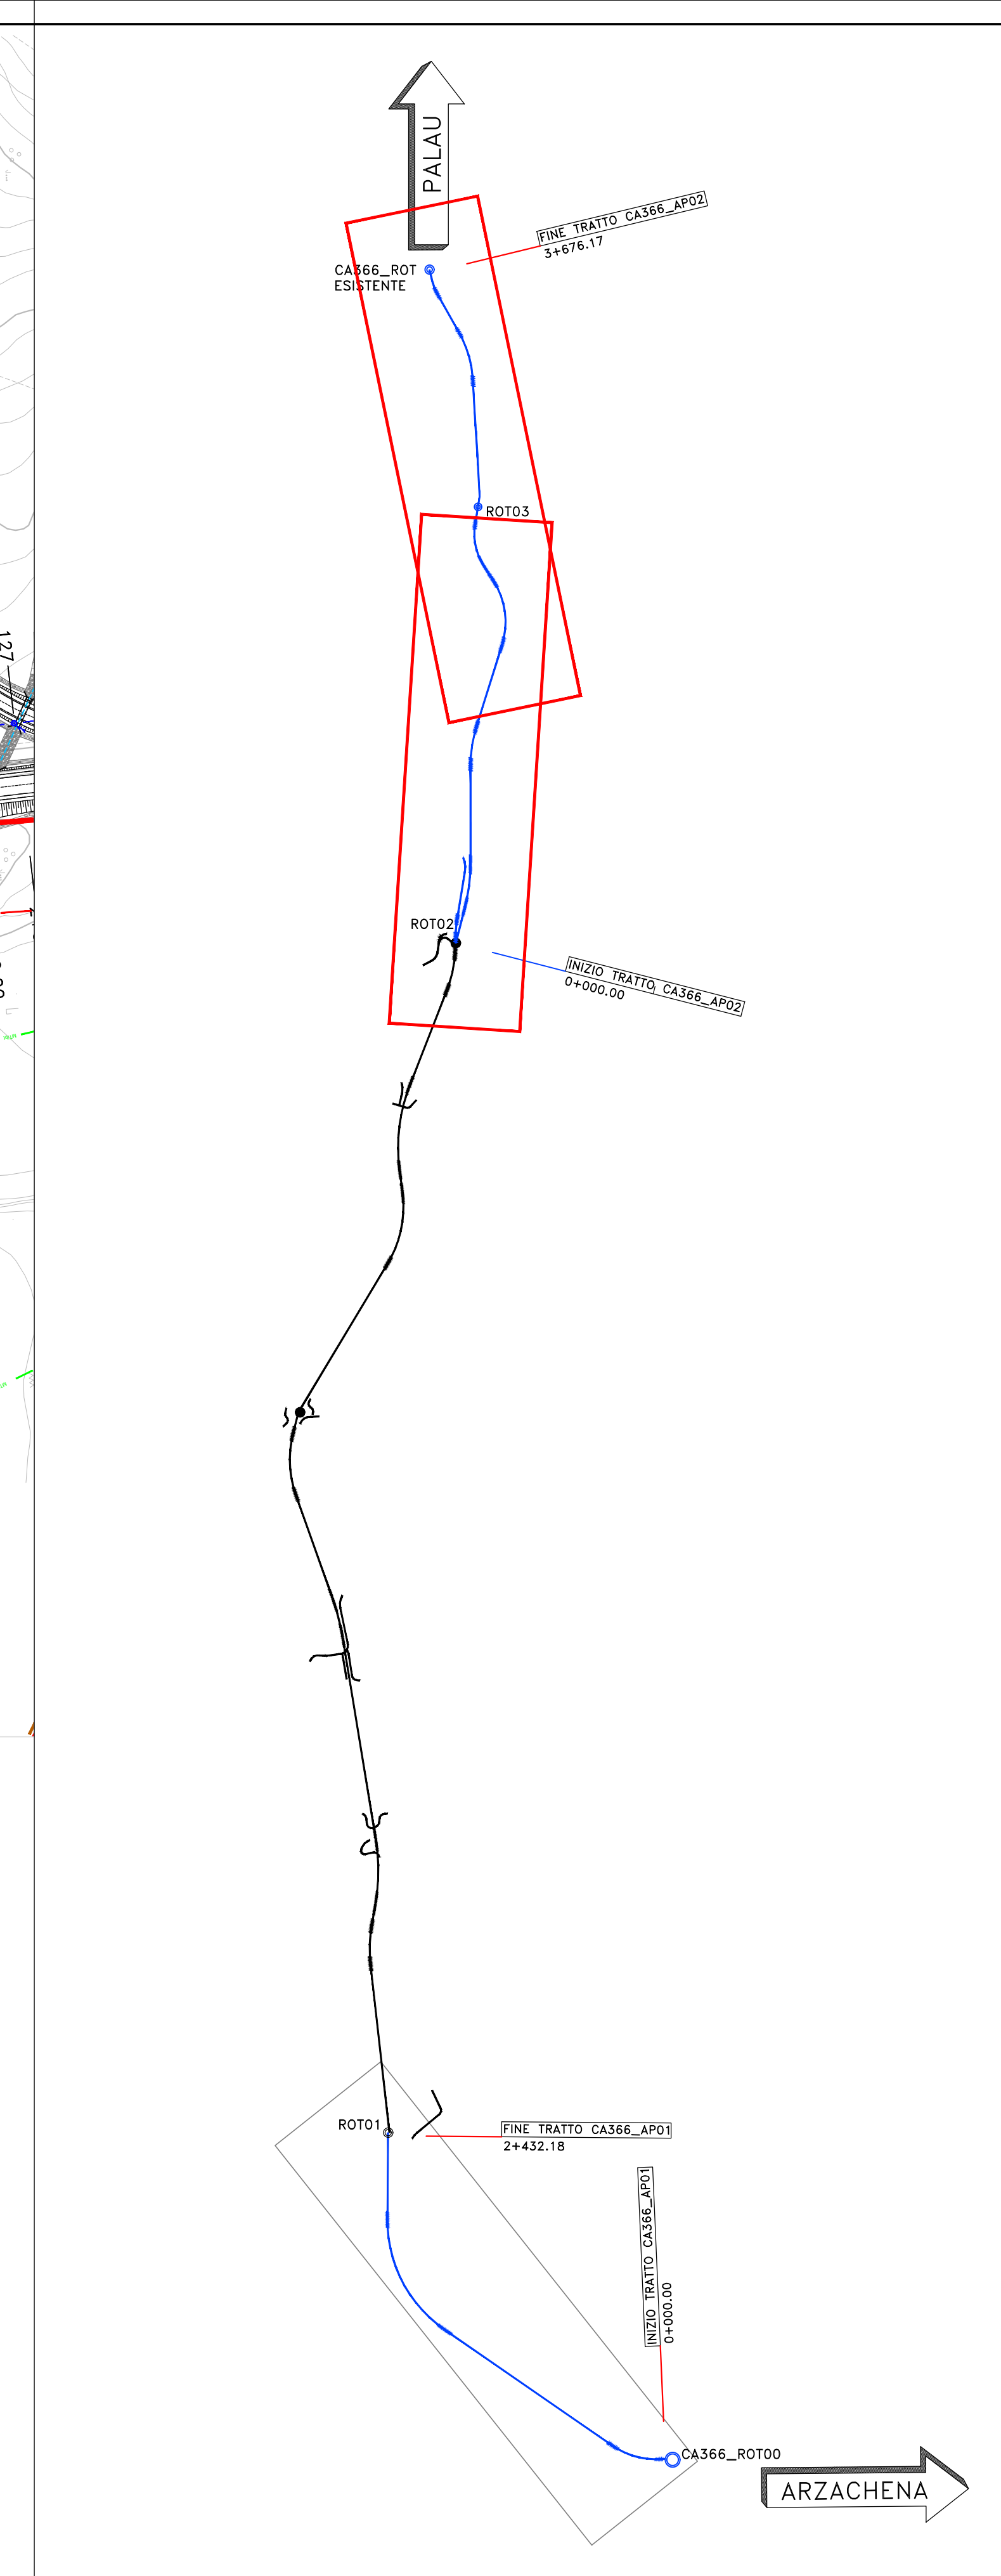 PALAU
FINE TRATTO CA366_AP02
3+676.17
CA366_ROT
ESISTENTE
ROT03
127
ROT02
INIZIO TRATTO CA366_AP02
0+000.00
ROT01
FINE TRATTO CA366_AP01
2+432.18
INIZIO TRATTO CA366_AP01
0+000.00
CA366_ROT00
ARZACHENA